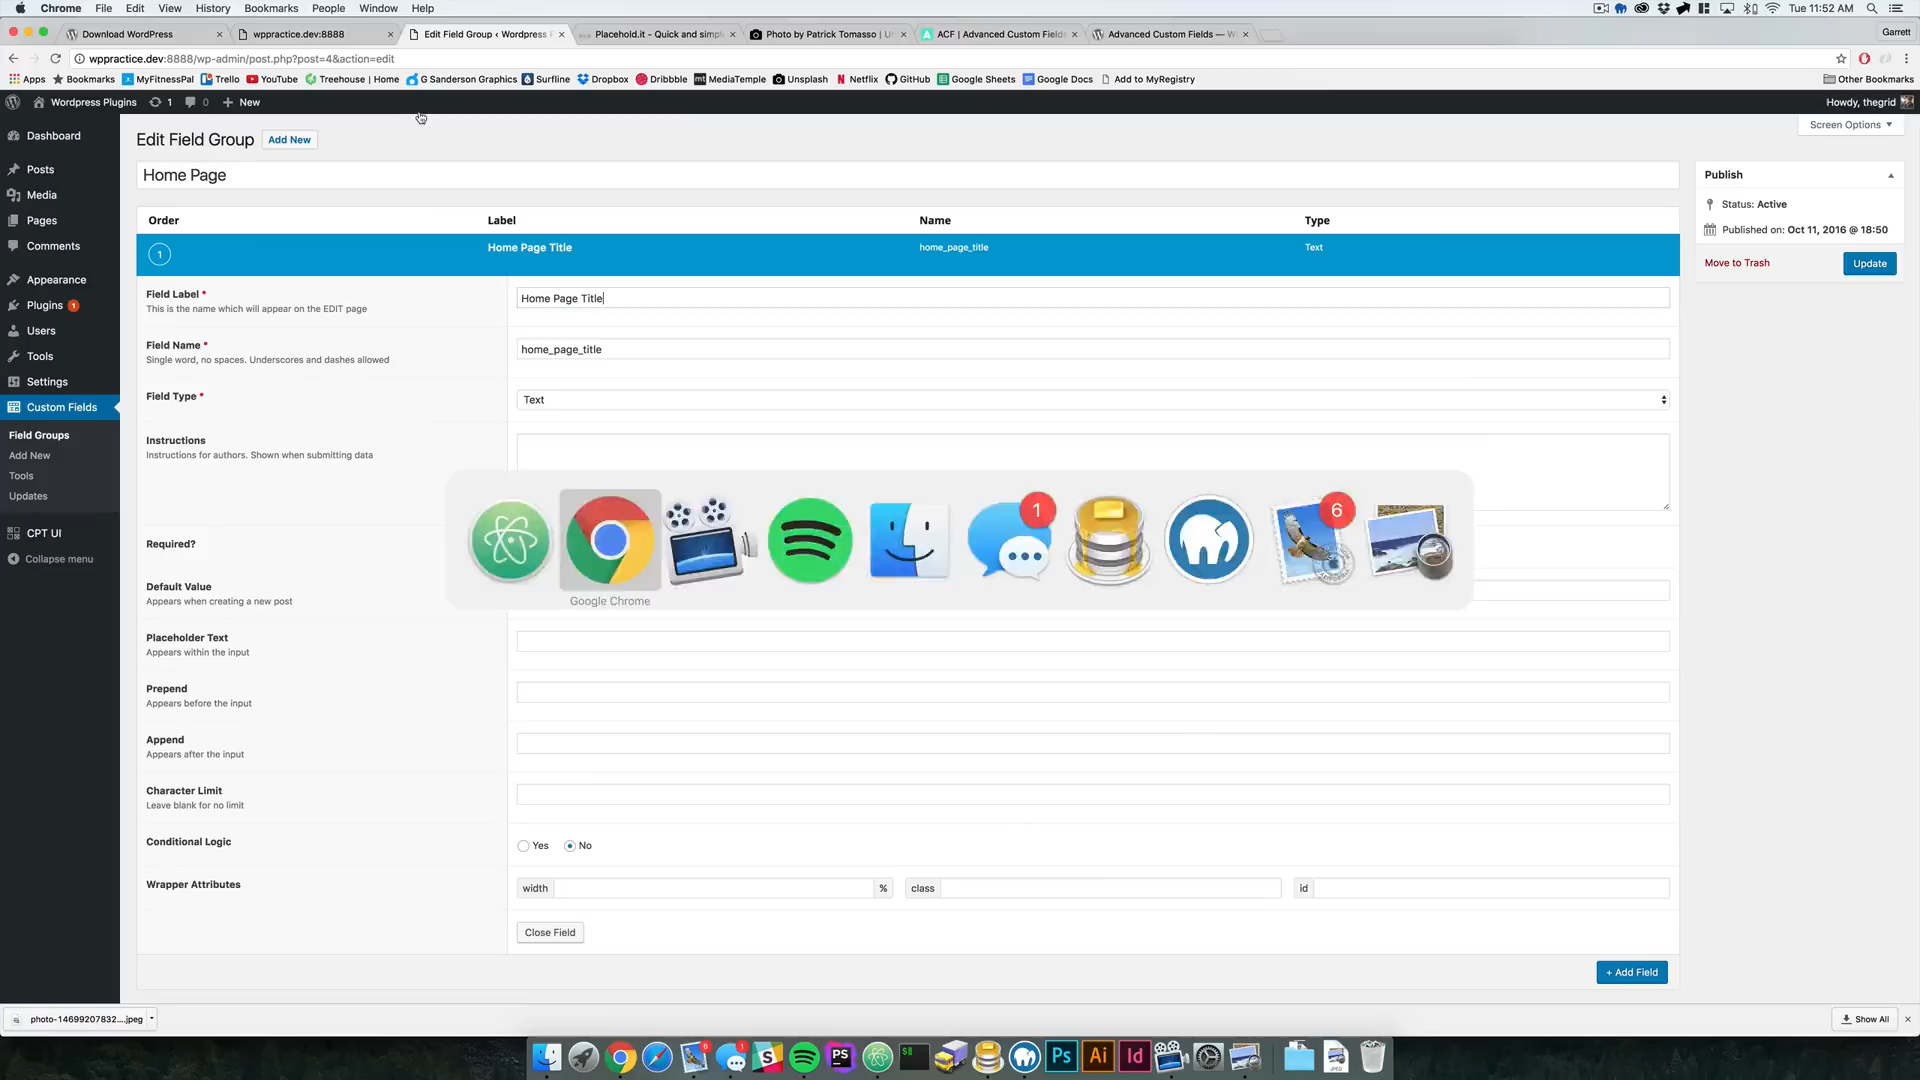 Chrome File Edit View History Bookmarks People Window Help Tue 11:52 AM
Download WordPress wppractice.dev:8888 Edit Field Group ‹ Wordpress P Placehold.it - Quick and simple Photo by Patrick Tomasso | Un ACF | Advanced Custom Fields Advanced Custom Fields — W Garrett
wppractice.dev:8888/wp-admin/post.php?post=4&action=edit
Apps Bookmarks MyFitnessPal Trello YouTube Treehouse | Home G Sanderson Graphics Surfline Dropbox Dribbble MediaTemple Unsplash Netflix GitHub Google Sheets Google Docs Add to MyRegistry Other Bookmarks
Wordpress Plugins 1 0 New Howdy, thegrid
Screen Options
Dashboard
Posts
Media
Pages
Comments
Appearance
Plugins 1
Users
Tools
Settings
Custom Fields
Field Groups
Add New
Tools
Updates
CPT UI
Collapse menu
Edit Field Group Add New
Home Page
Order Label Name Type
1 Home Page Title home_page_title Text
Field Label *
This is the name which will appear on the EDIT page
Home Page Title
Field Name *
Single word, no spaces. Underscores and dashes allowed
home_page_title
Field Type *
Text
Instructions
Instructions for authors. Shown when submitting data
Required?
Default Value
Appears when creating a new post
Placeholder Text
Appears within the input
Prepend
Appears before the input
Append
Appears after the input
Character Limit
Leave blank for no limit
Conditional Logic
Yes No
Wrapper Attributes
width % class id
Close Field
+ Add Field
Publish
Status: Active
Published on: Oct 11, 2016 @ 18:50
Move to Trash Update
1 6
Google Chrome
photo-14699207832....jpeg Show All
6 1 PS $ Ps Ai Id